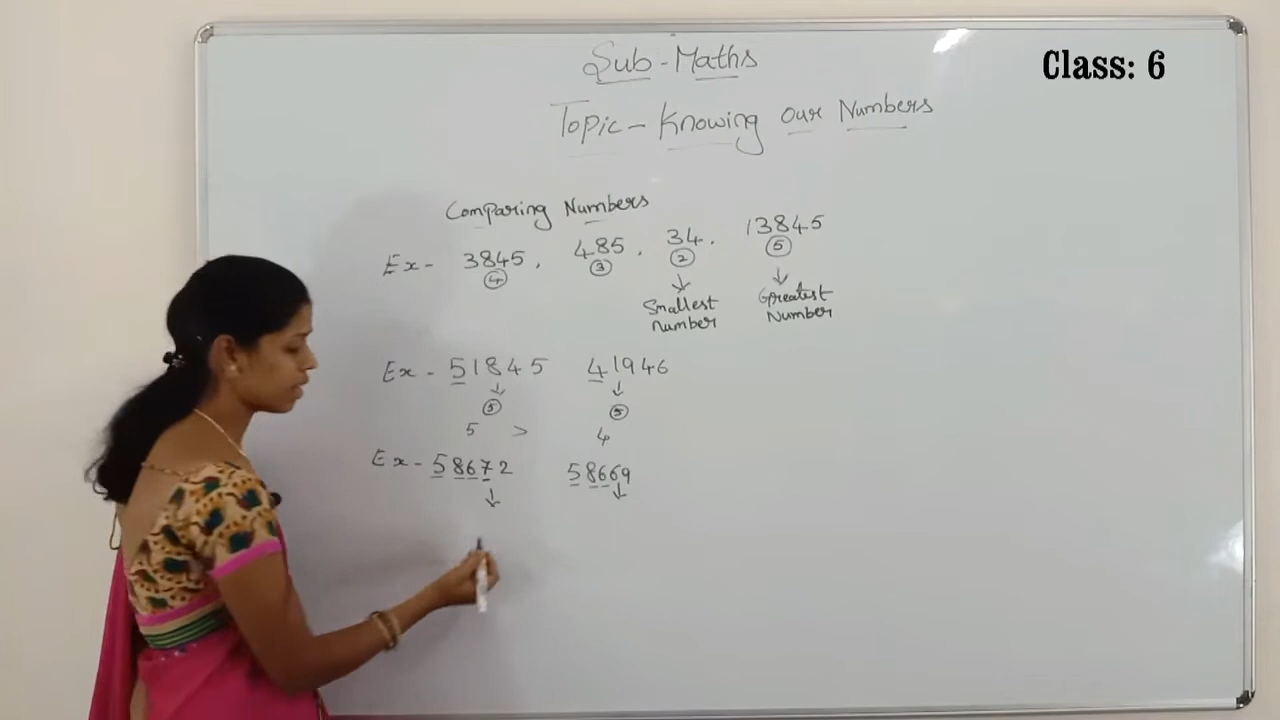 Sub-Maths
Class: 6
Topic - Knowing Our Numbers
Comparing Numbers
Ex - 3845, 485, 34, 13845
④ ③ ② ⑤
↓ ↓
Smallest Greatest
number Number
Ex - 51845 41946
↓ ↓
⑤ ⑤
5 > 4
Ex - 58672 58669
↓ ↓